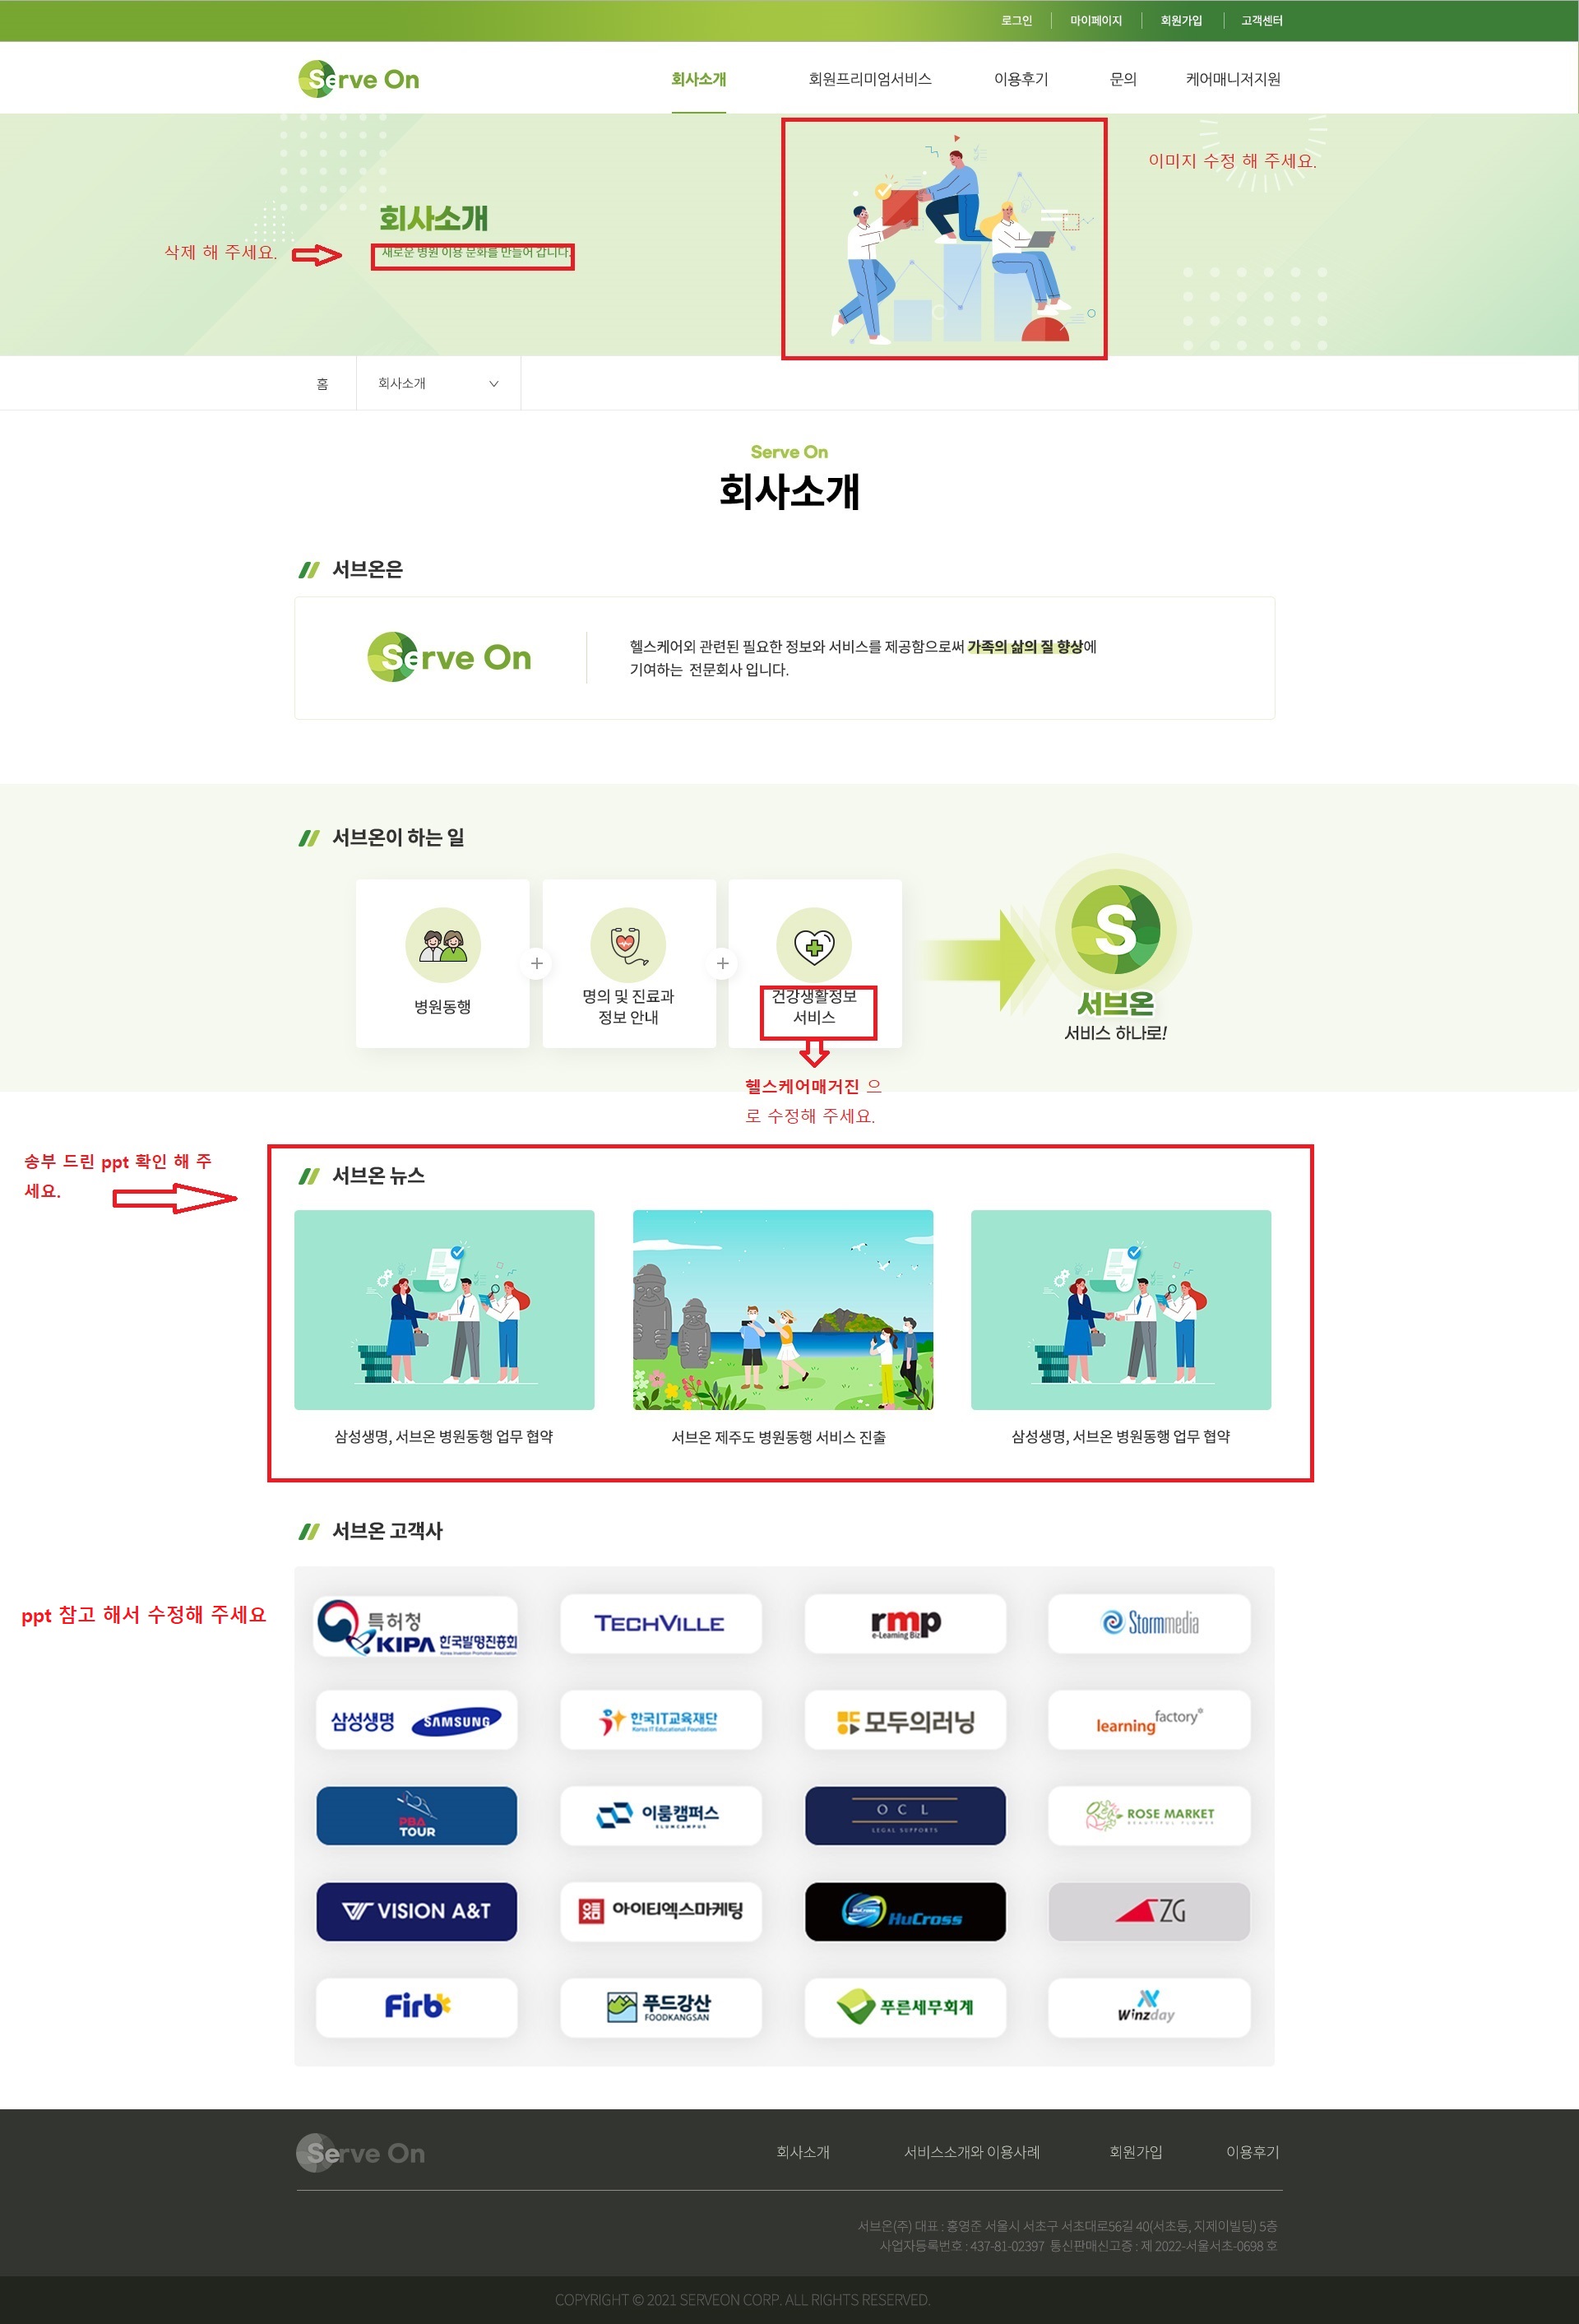 로그인 마이페이지 회원가입 고객센터
Serve On
회사소개 회원프리미엄서비스 이용후기 문의 케어매니저지원
이미지 수정 해 주세요.
회사소개
삭제 해 주세요.
새로운 병원 이용 문화를 만들어 갑니다.
홈 회사소개
Serve On
회사소개
서브온은
Serve On
헬스케어외 관련된 필요한 정보와 서비스를 제공함으로써 가족의 삶의 질 향상에
기여하는 전문회사 입니다.
서브온이 하는 일
병원동행
명의 및 진료과
정보 안내
건강생활정보
서비스
S
서브온
서비스 하나로!
헬스케어매거진 으
로 수정해 주세요.
송부 드린 ppt 확인 해 주
세요.
서브온 뉴스
삼성생명, 서브온 병원동행 업무 협약
서브온 제주도 병원동행 서비스 진출
삼성생명, 서브온 병원동행 업무 협약
서브온 고객사
ppt 참고 해서 수정해 주세요
특허청
KIPA 한국발명진흥회
Korea Invention Promotion Association
TECHVILLE
rmp
e-Learning Biz
Stormmedia
삼성생명 SAMSUNG
한국IT교육재단
Korea IT Educational Foundation
모두의러닝
learning factory
PBA
TOUR
이룸캠퍼스
ELUMCAMPUS
OCL
LEGAL SUPPORTS
ROSE MARKET
BEAUTIFUL FLOWER
VISION A&T
아이티엑스마케팅
HuCross
ZG
Firb
푸드강산
FOODKANGSAN
푸른세무회계
Winzday
Serve On
회사소개 서비스소개와 이용사례 회원가입 이용후기
서브온(주) 대표 : 홍영준 서울시 서초구 서초대로56길 40(서초동, 지제이빌딩) 5층
사업자등록번호 : 437-81-02397 통신판매신고증 : 제 2022-서울서초-0698 호
COPYRIGHT © 2021 SERVEON CORP. ALL RIGHTS RESERVED.